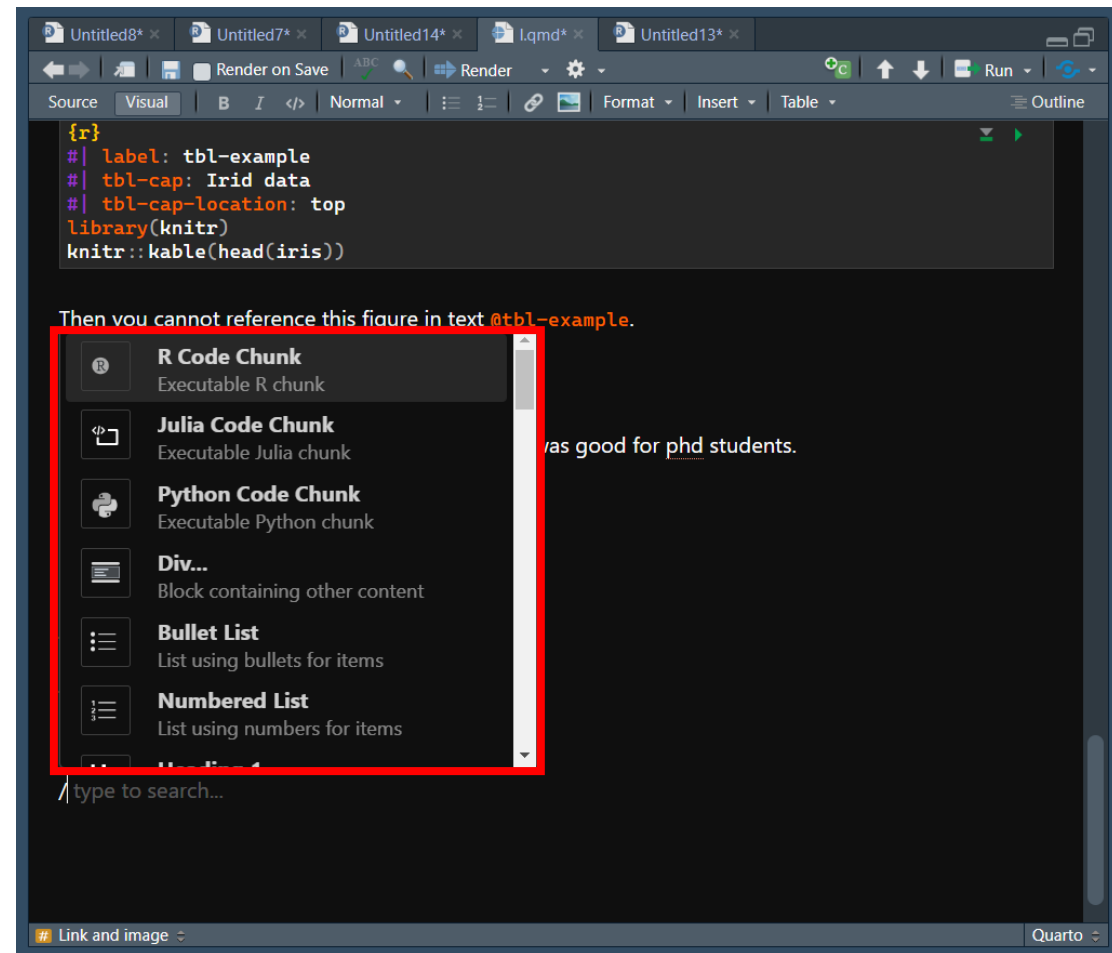 Untitled8* × Untitled7* × Untitled14* × l.qmd* × Untitled13* ×
Render on Save ABC Render Run
Source Visual B I </> Normal Format Insert Table Outline
{r}
#| label: tbl-example
#| tbl-cap: Irid data
#| tbl-cap-location: top
library(knitr)
knitr::kable(head(iris))
Then you cannot reference this figure in text @tbl-example.
R Code Chunk
Executable R chunk
Julia Code Chunk
Executable Julia chunk
was good for phd students.
Python Code Chunk
Executable Python chunk
Div...
Block containing other content
Bullet List
List using bullets for items
Numbered List
List using numbers for items
Heading 1
/type to search...
# Link and image Quarto